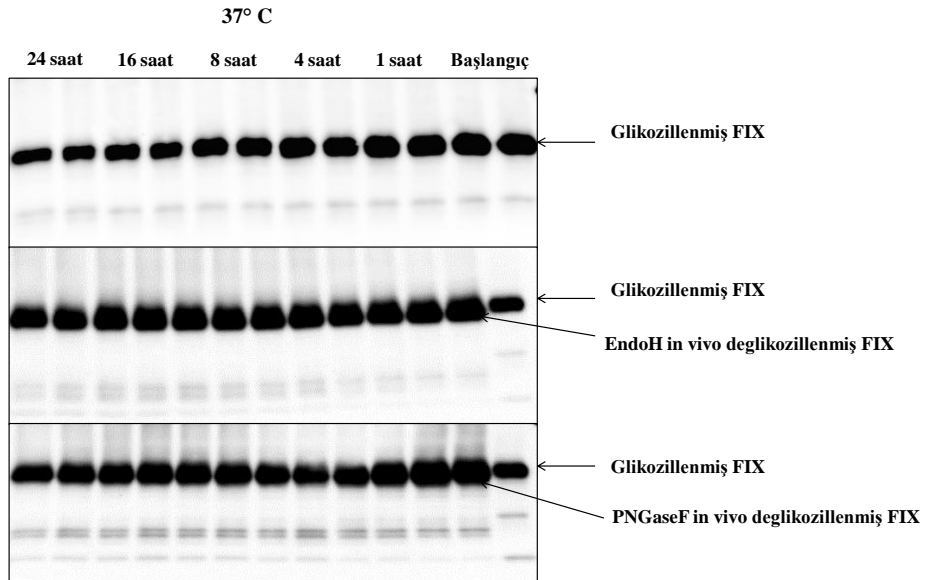 37° C
24 saat 16 saat 8 saat 4 saat 1 saat Başlangıç
Glikozillenmiş FIX
Glikozillenmiş FIX
EndoH in vivo deglikozillenmiş FIX
Glikozillenmiş FIX
PNGaseF in vivo deglikozillenmiş FIX